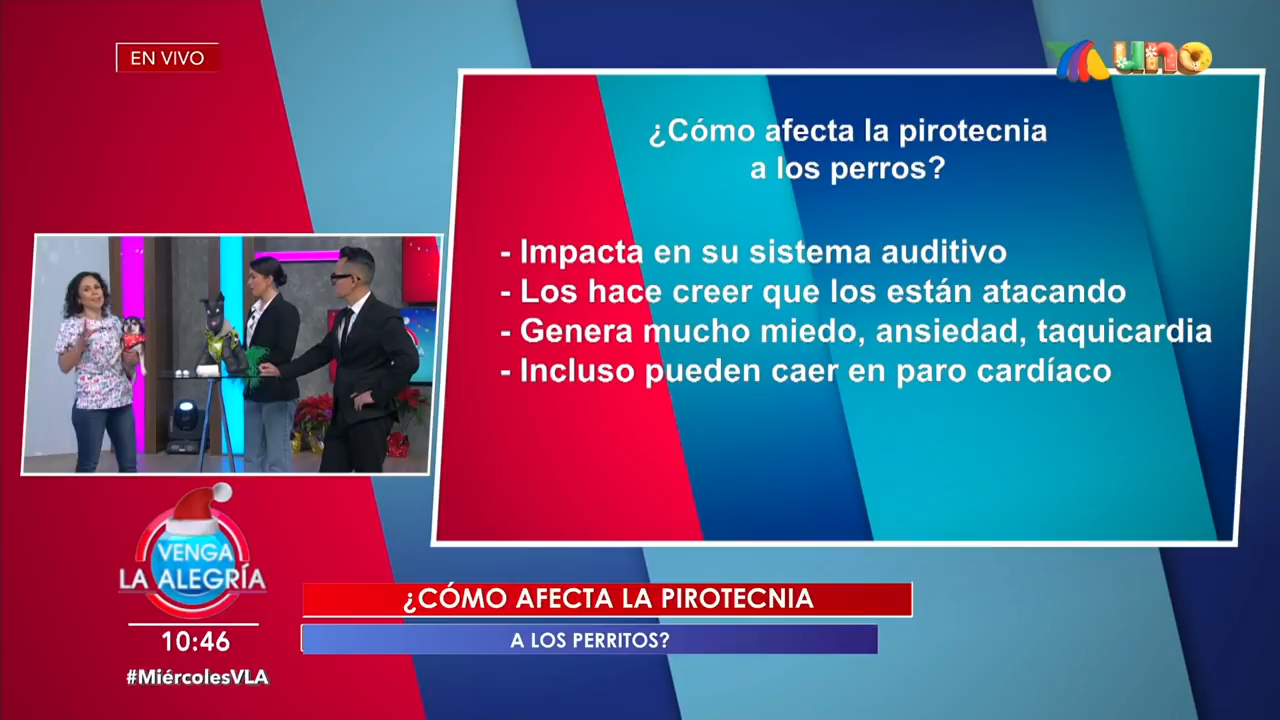 EN VIVO
uno
¿Cómo afecta la pirotecnia
a los perros?
- Impacta en su sistema auditivo
- Los hace creer que los están atacando
- Genera mucho miedo, ansiedad, taquicardia
- Incluso pueden caer en paro cardíaco
VENGA
LA ALEGRÍA
10:46
#MiércolesVLA
¿CÓMO AFECTA LA PIROTECNIA
A LOS PERRITOS?